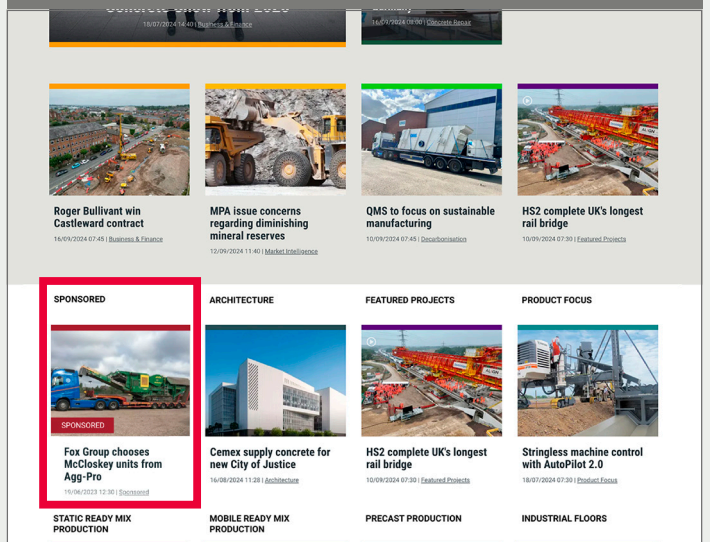 Concrete Show from 2026
18/07/2024 14:40 | Business & Finance
Germany
16/09/2024 08:00 | Concrete Repair
Roger Bullivant win
Castleward contract
16/09/2024 07:45 | Business & Finance
MPA issue concerns
regarding diminishing
mineral reserves
12/09/2024 11:40 | Market Intelligence
QMS to focus on sustainable
manufacturing
10/09/2024 07:45 | Decarbonisation
ALIGN
HS2 complete UK's longest
rail bridge
10/09/2024 07:30 | Featured Projects
SPONSORED
SPONSORED
Fox Group chooses
McCloskey units from
Agg-Pro
19/06/2023 12:30 | Sponsored
ARCHITECTURE
Cemex supply concrete for
new City of Justice
16/08/2024 11:28 | Architecture
FEATURED PROJECTS
ALIGN
HS2 complete UK's longest
rail bridge
10/09/2024 07:30 | Featured Projects
PRODUCT FOCUS
Stringless machine control
with AutoPilot 2.0
18/07/2024 07:30 | Product Focus
STATIC READY MIX
PRODUCTION
MOBILE READY MIX
PRODUCTION
PRECAST PRODUCTION
INDUSTRIAL FLOORS